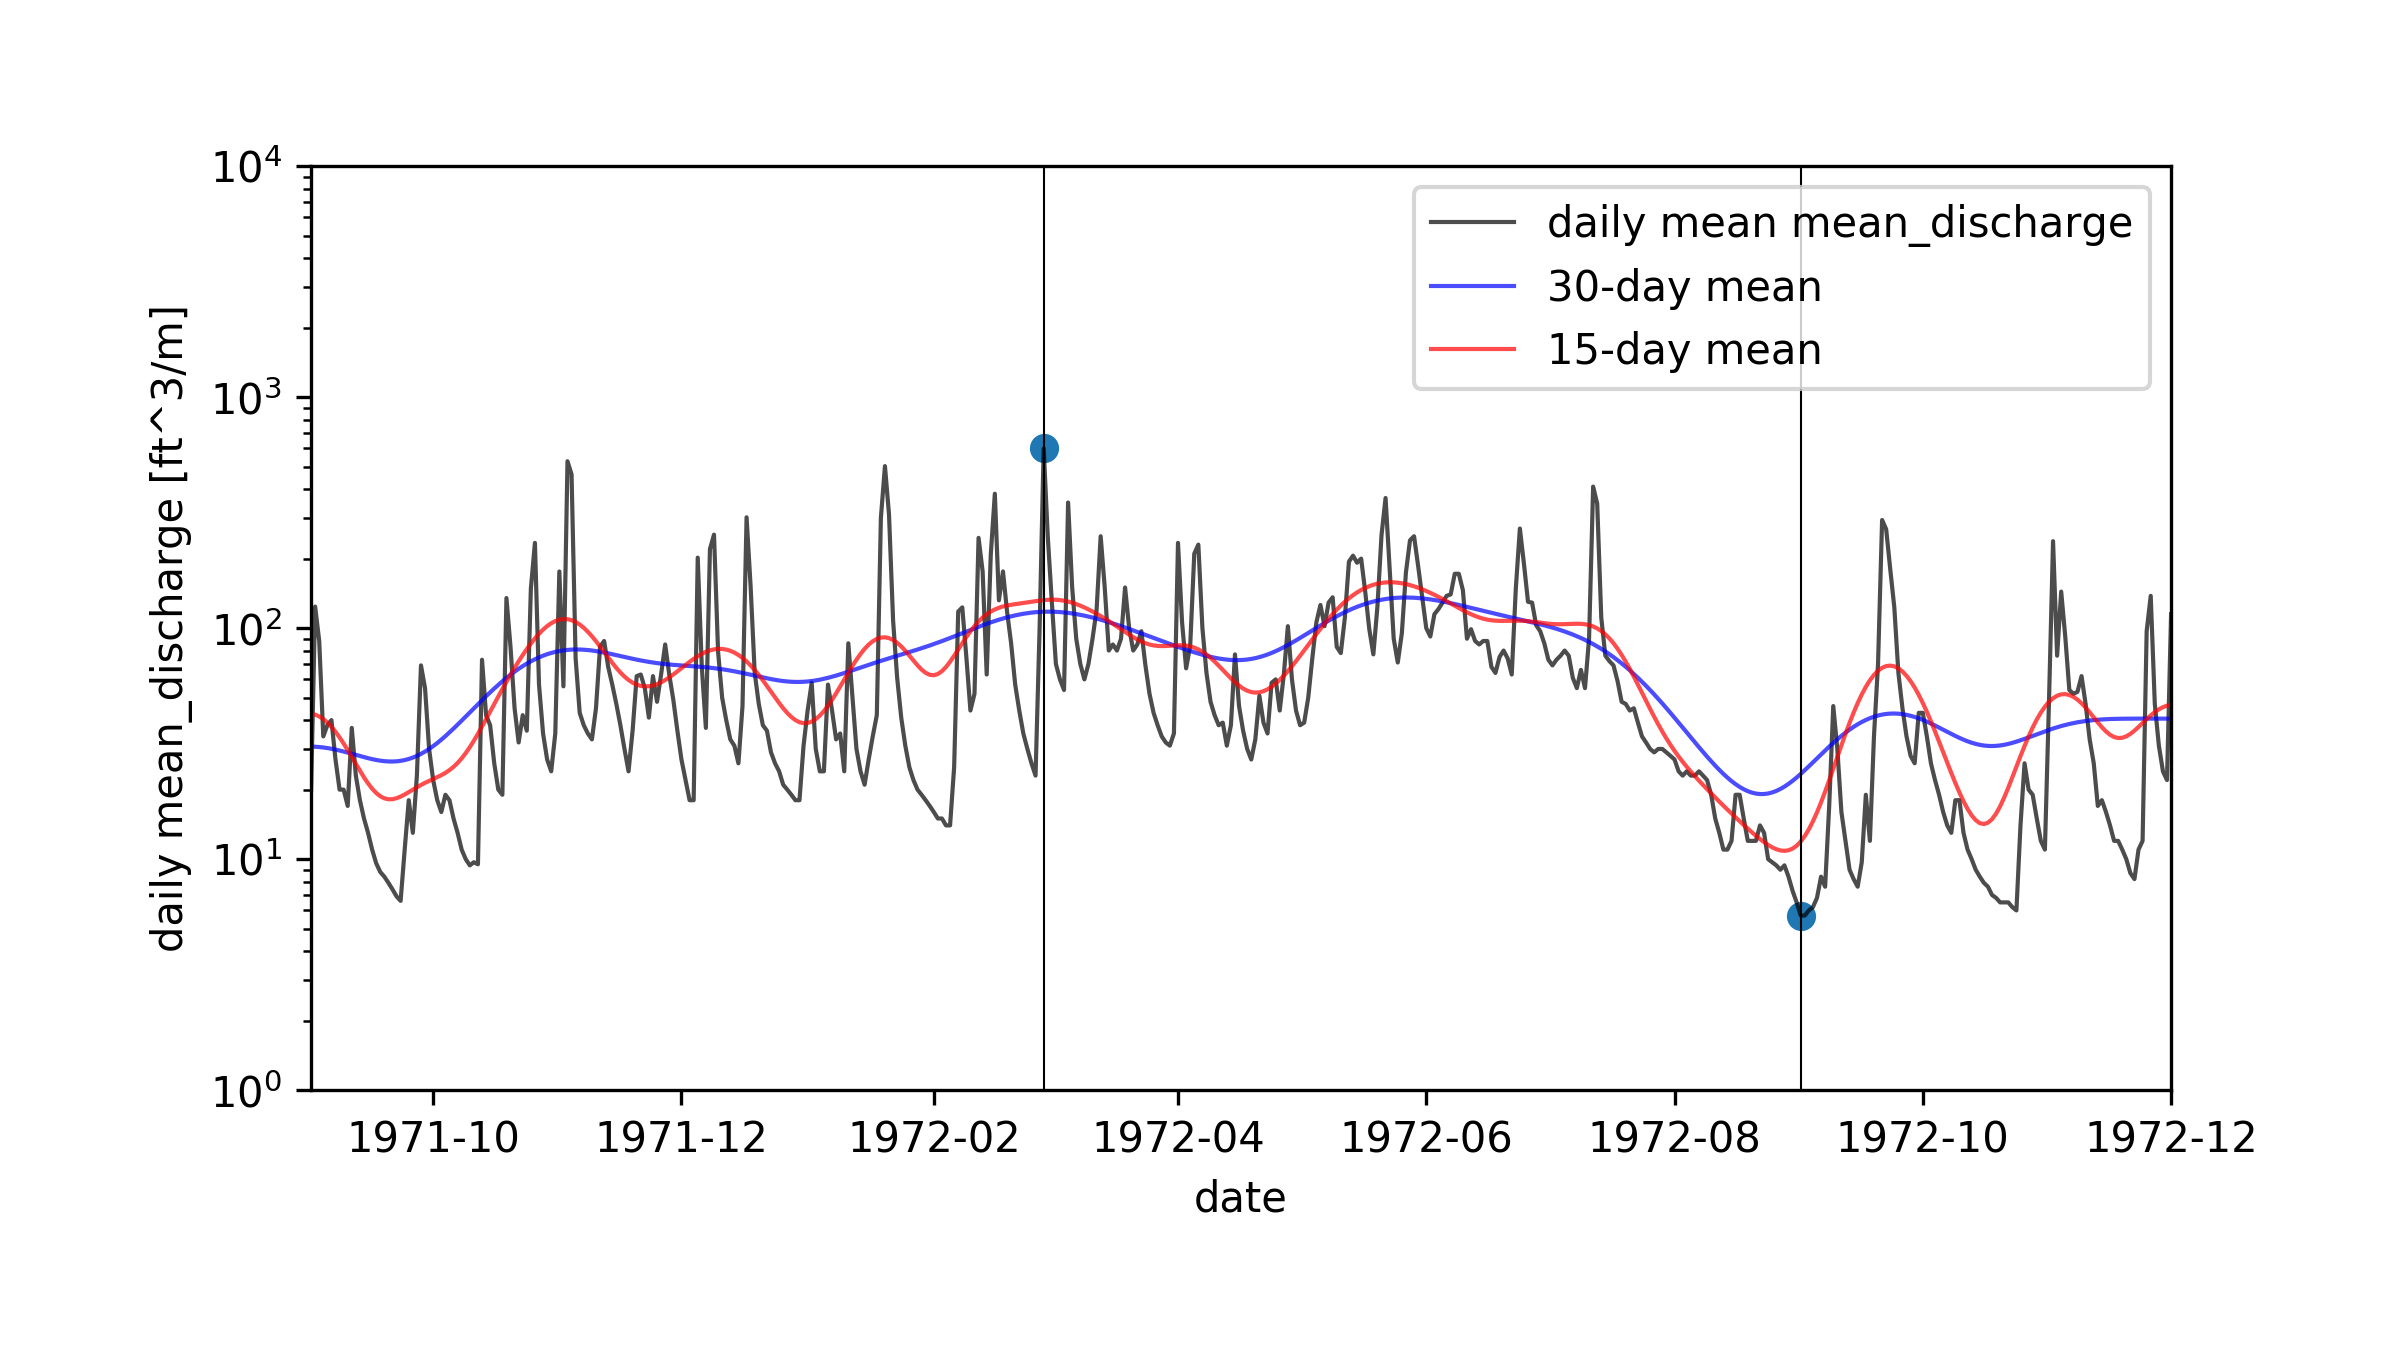 10^4
10^3
10^2
10^1
10^0
daily mean_discharge [ft^3/m]
daily mean mean_discharge
30-day mean
15-day mean
1971-10 1971-12 1972-02 1972-04 1972-06 1972-08 1972-10 1972-12
date